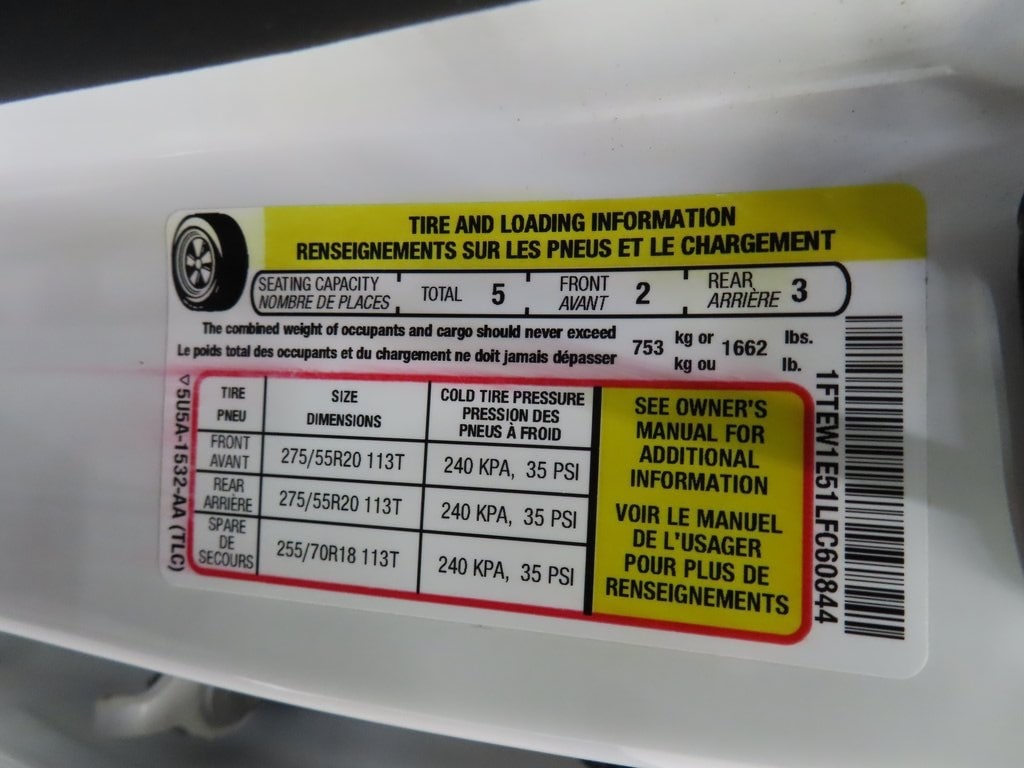 TIRE AND LOADING INFORMATION
RENSEIGNEMENTS SUR LES PNEUS ET LE CHARGEMENT
SEATING CAPACITY
NOMBRE DE PLACES
TOTAL 5
FRONT
AVANT
2
REAR
ARRIÈRE
3
The combined weight of occupants and cargo should never exceed
Le poids total des occupants et du chargement ne doit jamais dépasser
753 kg or 1662 lbs.
kg ou lb.
TIRE
PNEU
SIZE
DIMENSIONS
COLD TIRE PRESSURE
PRESSION DES
PNEUS À FROID
FRONT
AVANT
275/55R20 113T
240 KPA, 35 PSI
REAR
ARRIÈRE
275/55R20 113T
240 KPA, 35 PSI
SPARE
DE
SECOURS
255/70R18 113T
240 KPA, 35 PSI
SEE OWNER'S
MANUAL FOR
ADDITIONAL
INFORMATION
VOIR LE MANUEL
DE L'USAGER
POUR PLUS DE
RENSEIGNEMENTS
5U5A-1532-AA (TLC)
1FTEW1E51LFC60844